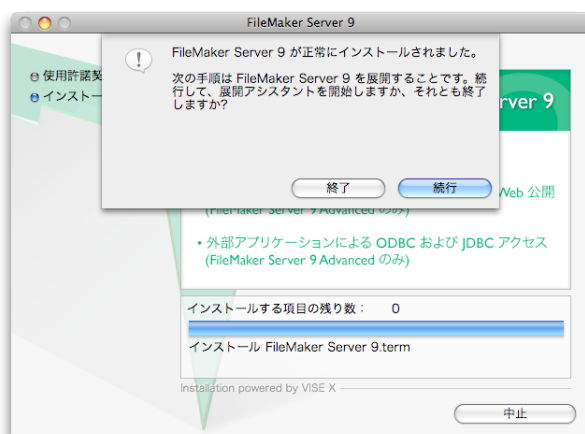 FileMaker Server 9
FileMaker Server 9 が正常にインストールされました。
次の手順は FileMaker Server 9 を展開することです。続
行して、展開アシスタントを開始しますか、それとも終了
しますか?
終了
続行
使用許諾契
インストー
rver 9
Web 公開
(FileMaker Server 9 Advanced のみ)
• 外部アプリケーションによる ODBC および JDBC アクセス
(FileMaker Server 9 Advanced のみ)
インストールする項目の残り数： 0
インストール FileMaker Server 9.term
Installation powered by VISE X
中止